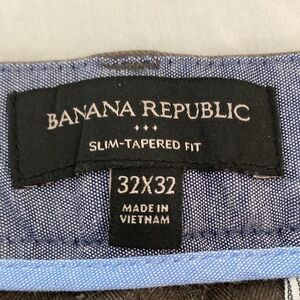 BANANA REPUBLIC
SLIM-TAPERED FIT
32X32
MADE IN
VIETNAM